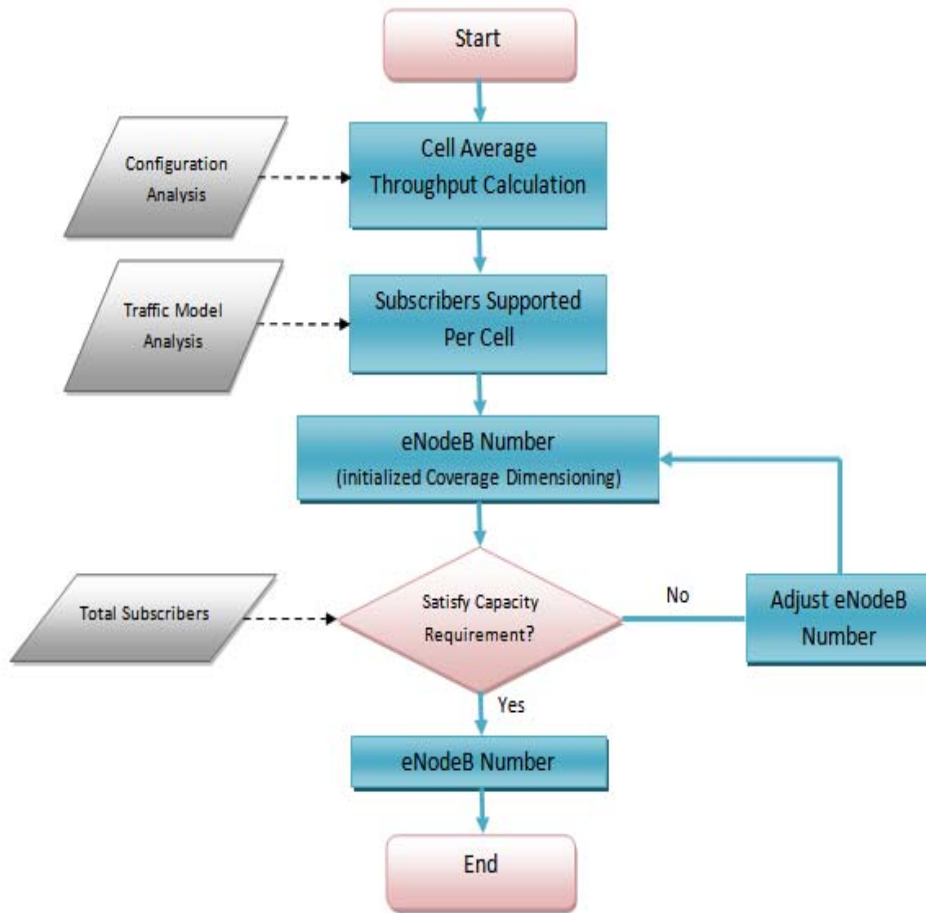 Start
Configuration
Analysis
Cell Average
Throughput Calculation
Traffic Model
Analysis
Subscribers Supported
Per Cell
eNodeB Number
(initialized Coverage Dimensioning)
Total Subscribers
Satisfy Capacity
Requirement?
No
Adjust eNodeB
Number
Yes
eNodeB Number
End